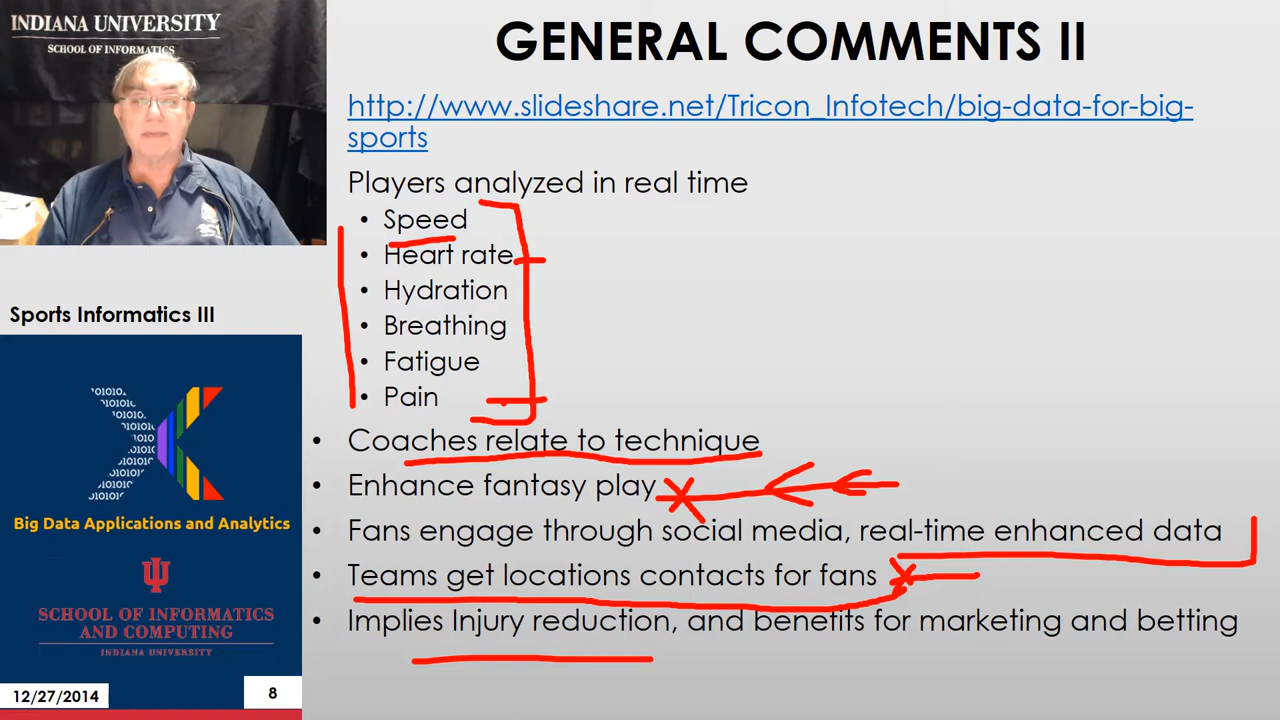 INDIANA UNIVERSITY
SCHOOL OF INFORMATICS
GENERAL COMMENTS II
http://www.slideshare.net/Tricon_Infotech/big-data-for-big-
sports
Players analyzed in real time
• Speed
• Heart rate
• Hydration
• Breathing
• Fatigue
• Pain
• Coaches relate to technique
• Enhance fantasy play
• Fans engage through social media, real-time enhanced data
• Teams get locations contacts for fans
• Implies Injury reduction, and benefits for marketing and betting
Sports Informatics III
Big Data Applications and Analytics
SCHOOL OF INFORMATICS
AND COMPUTING
INDIANA UNIVERSITY
12/27/2014
8